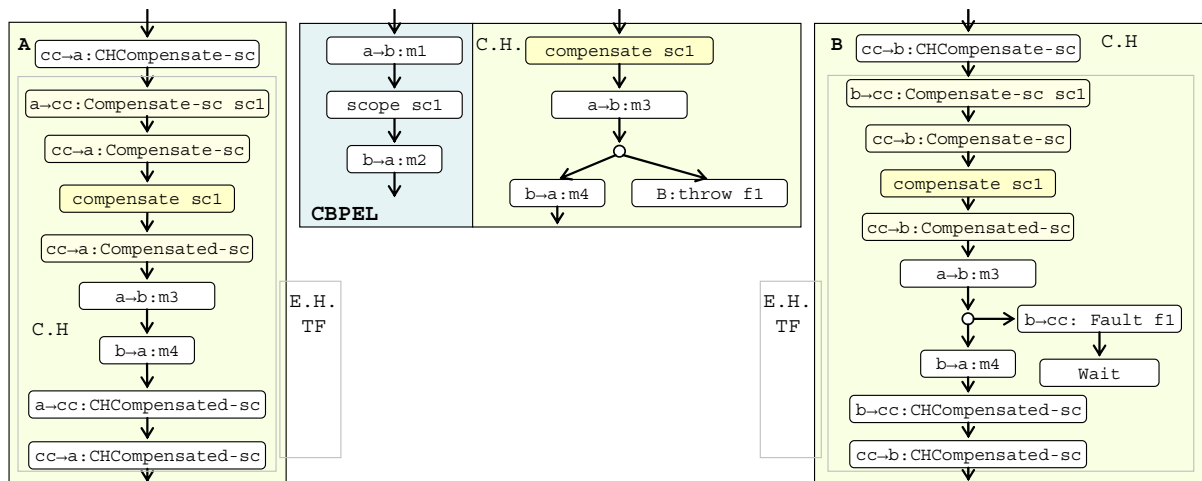 A
cc→a:CHCompensate-sc
a→cc:Compensate-sc sc1
cc→a:Compensate-sc
compensate sc1
cc→a:Compensated-sc
a→b:m3
C.H
b→a:m4
a→cc:CHCompensated-sc
cc→a:CHCompensated-sc
E.H.
TF
a→b:m1
scope sc1
b→a:m2
CBPEL
C.H.
compensate sc1
a→b:m3
b→a:m4
B:throw f1
E.H.
TF
B
cc→b:CHCompensate-sc
C.H
b→cc:Compensate-sc sc1
cc→b:Compensate-sc
compensate sc1
cc→b:Compensated-sc
a→b:m3
b→cc: Fault f1
b→a:m4
Wait
b→cc:CHCompensated-sc
cc→b:CHCompensated-sc